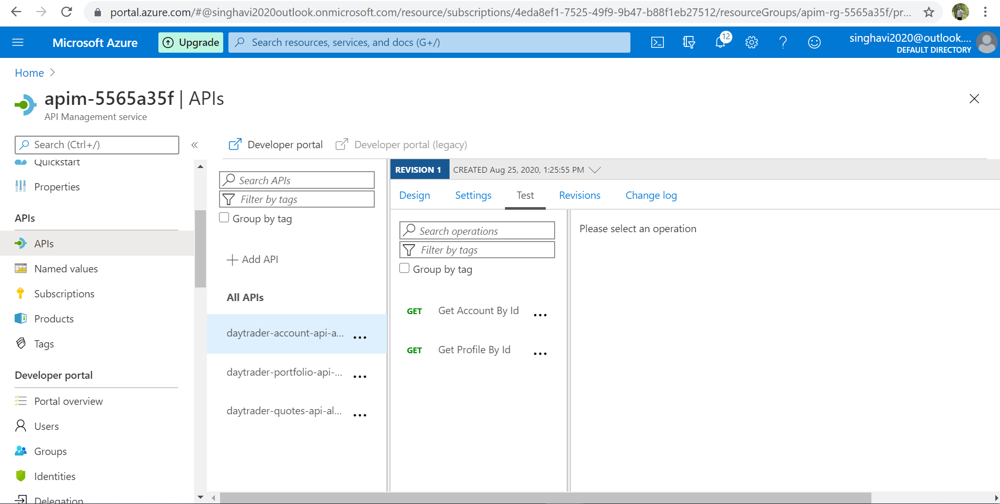 portal.azure.com/#@singhavi2020outlook.onmicrosoft.com/resource/subscriptions/4eda8ef1-7525-49f9-9b47-b88f1eb27512/resourceGroups/apim-rg-5565a35f/pr...
Microsoft Azure
Upgrade
Search resources, services, and docs (G+/)
12
singhavi2020@outlook....
DEFAULT DIRECTORY
Home
apim-5565a35f | APIs
API Management service
Search (Ctrl+/)
«
Developer portal
Developer portal (legacy)
Quickstart
Properties
APIs
APIs
Named values
Subscriptions
Products
Tags
Developer portal
Portal overview
Users
Groups
Identities
Delegation
Search APIs
Filter by tags
Group by tag
Add API
All APIs
daytrader-account-api-a...
daytrader-portfolio-api-...
daytrader-quotes-api-al...
REVISION 1
CREATED Aug 25, 2020, 1:25:55 PM
Design
Settings
Test
Revisions
Change log
Search operations
Filter by tags
Group by tag
GET Get Account By Id
GET Get Profile By Id
Please select an operation